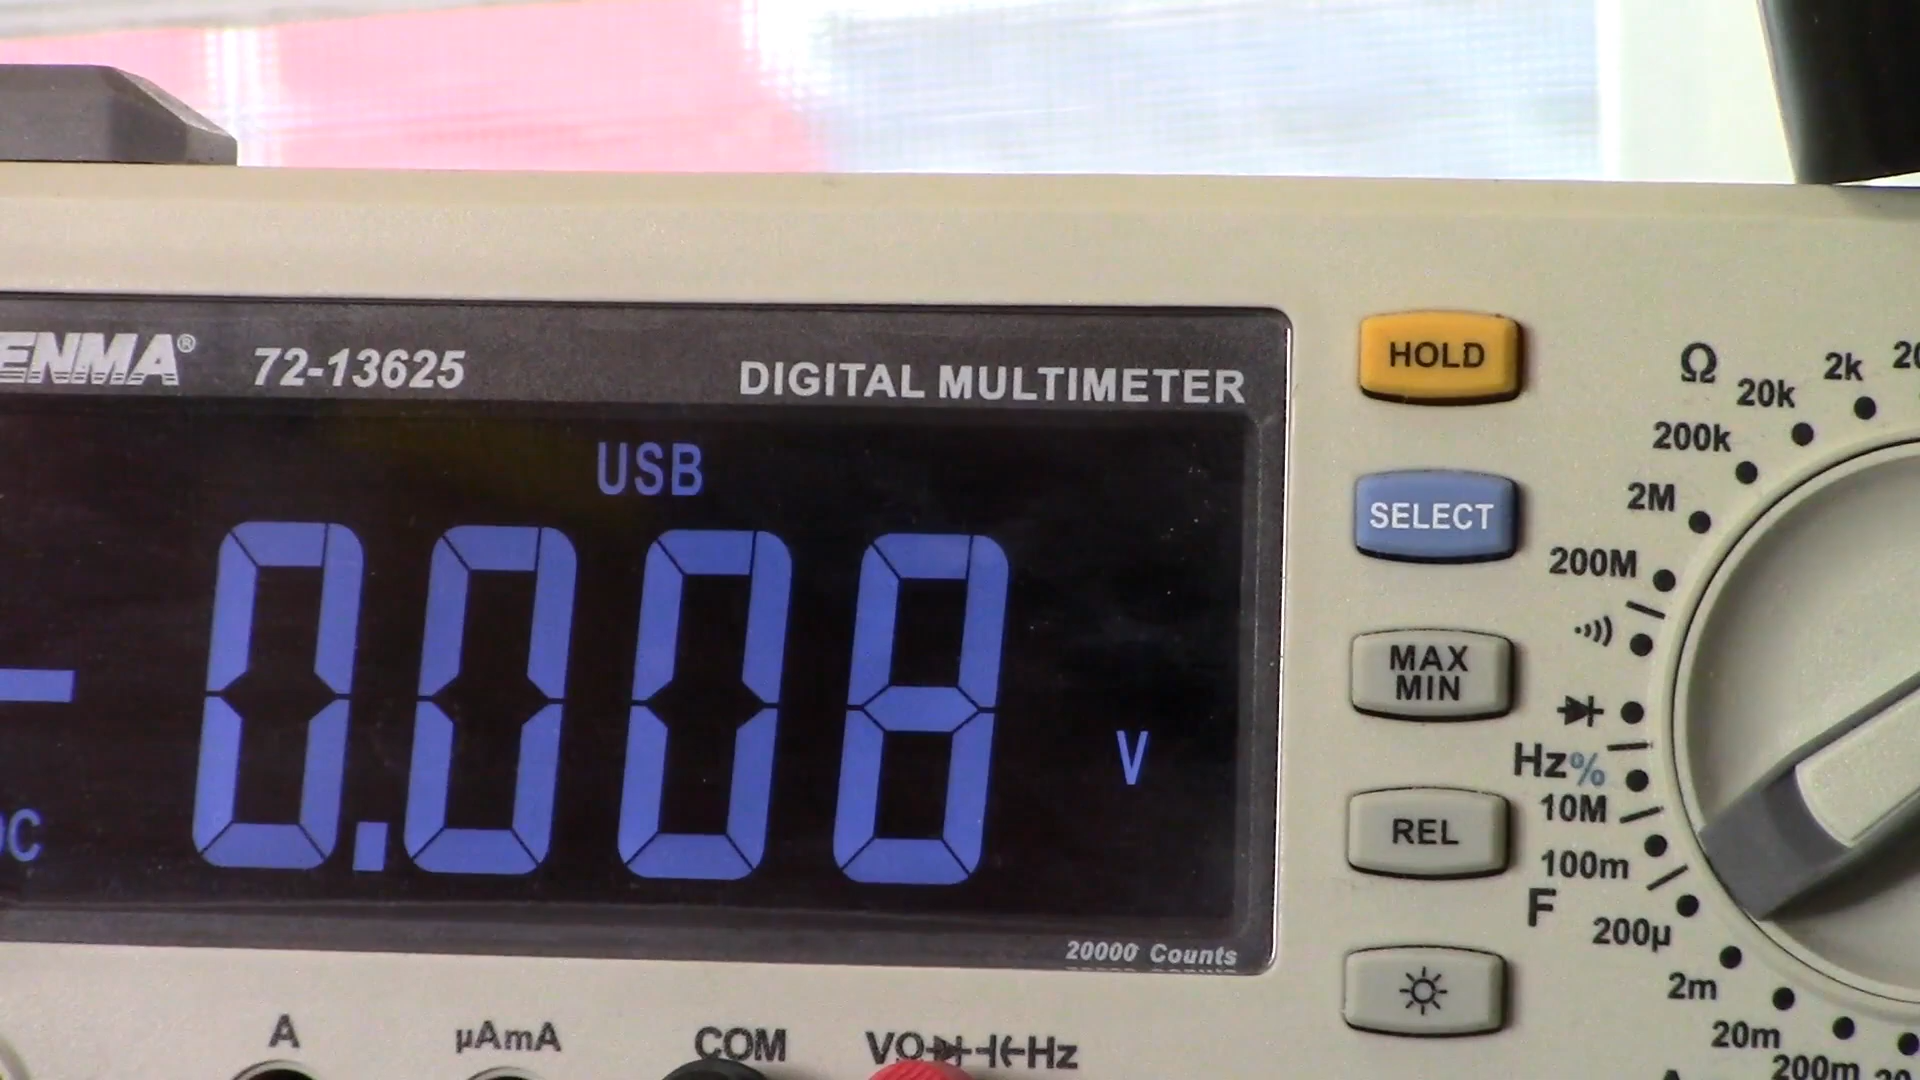 ENMA® 72-13625 DIGITAL MULTIMETER
USB
-0.008 V
DC
20000 Counts
A µAmA COM VΩ Hz
HOLD
SELECT
MAX
MIN
REL
Ω
2k
20k
200k
2M
200M
Hz%
10M
100m
F
200µ
2m
20m
200m